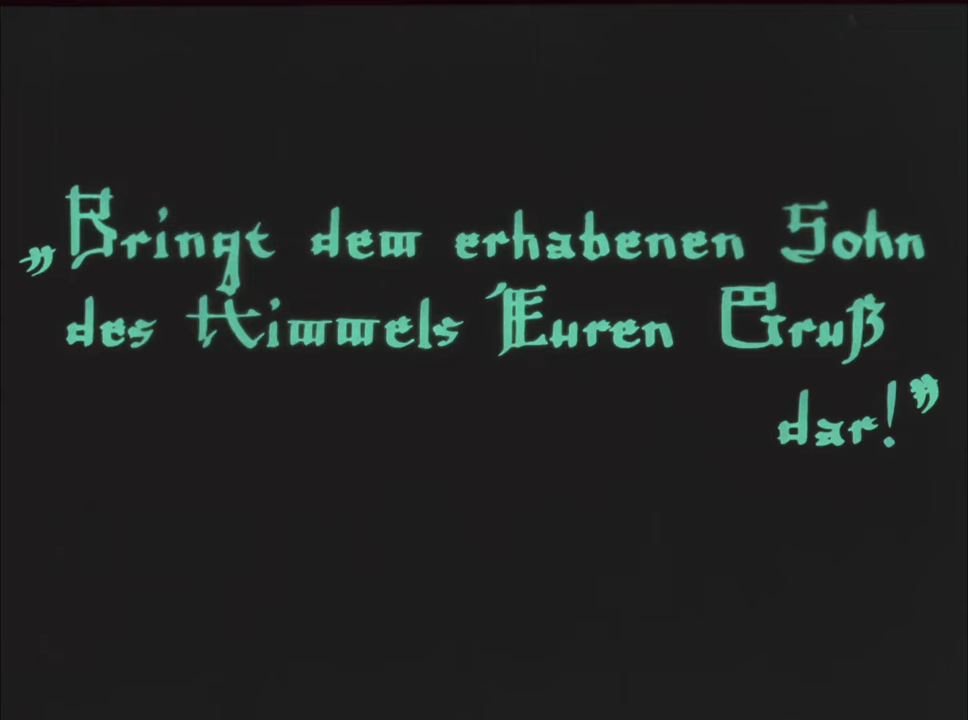 „Bringt dem erhabenen Sohn
des Himmels Euren Gruß
dar!”